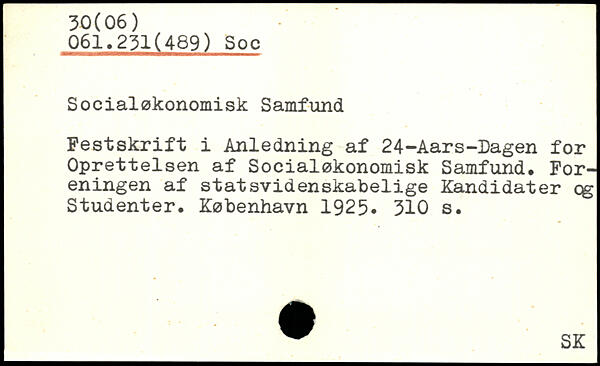 30(06)
061.231(489) Soc
Socialøkonomisk Samfund
Festskrift i Anledning af 24-Aars-Dagen for
Oprettelsen af Socialøkonomisk Samfund. For-
eningen af statsvidenskabelige Kandidater og
Studenter. København 1925. 310 s.
SK